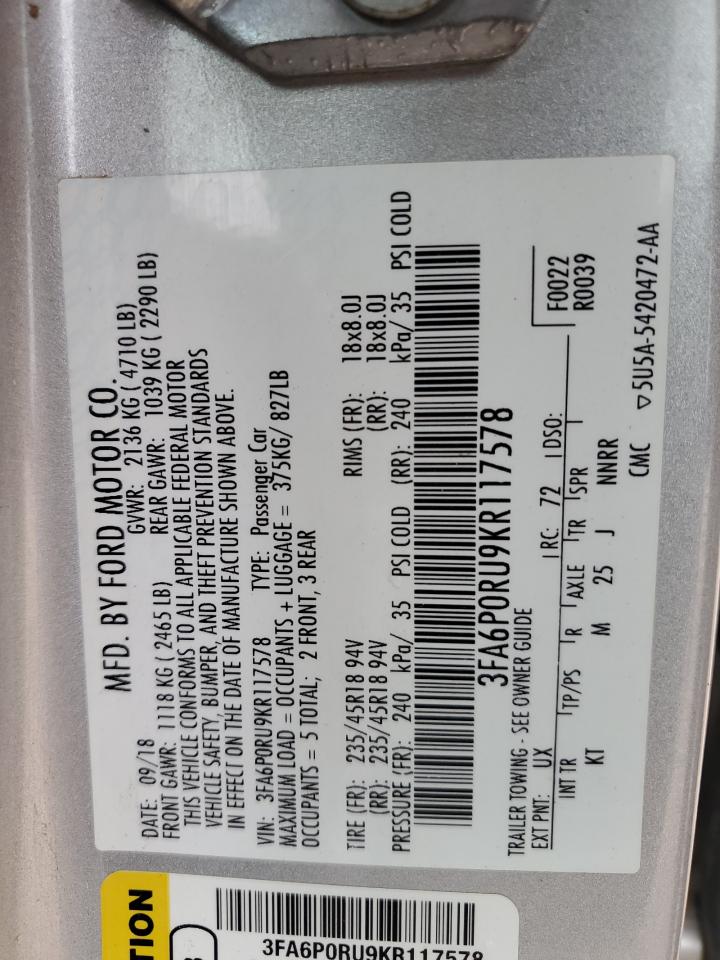 MFD. BY FORD MOTOR CO.
DATE: 09/18 GVWR: 2136 KG ( 4710 LB)
FRONT GAWR: 1118 KG ( 2465 LB) REAR GAWR: 1039 KG ( 2290 LB)
THIS VEHICLE CONFORMS TO ALL APPLICABLE FEDERAL MOTOR
VEHICLE SAFETY, BUMPER, AND THEFT PREVENTION STANDARDS
IN EFFECT ON THE DATE OF MANUFACTURE SHOWN ABOVE.
VIN: 3FA6P0RU9KR117578 TYPE: Passenger Car
MAXIMUM LOAD = OCCUPANTS + LUGGAGE = 375KG/ 827LB
OCCUPANTS = 5 TOTAL; 2 FRONT, 3 REAR
TIRE (FR): 235/45R18 94V RIMS (FR): 18x8.0J
(RR): 235/45R18 94V (RR): 18x8.0J
PRESSURE (FR): 240 kPa/ 35 PSI COLD (RR): 240 kPa/ 35 PSI COLD
3FA6P0RU9KR117578
TRAILER TOWING - SEE OWNER GUIDE
EXT PNT: UX RC: 72 DSO: F0022
R0039
INT TR TP/PS R AXLE TR SPR
KT M 25 J NNRR
CMC ▽5U5A-5420472-AA
TION
3FA6P0RU9KR117578